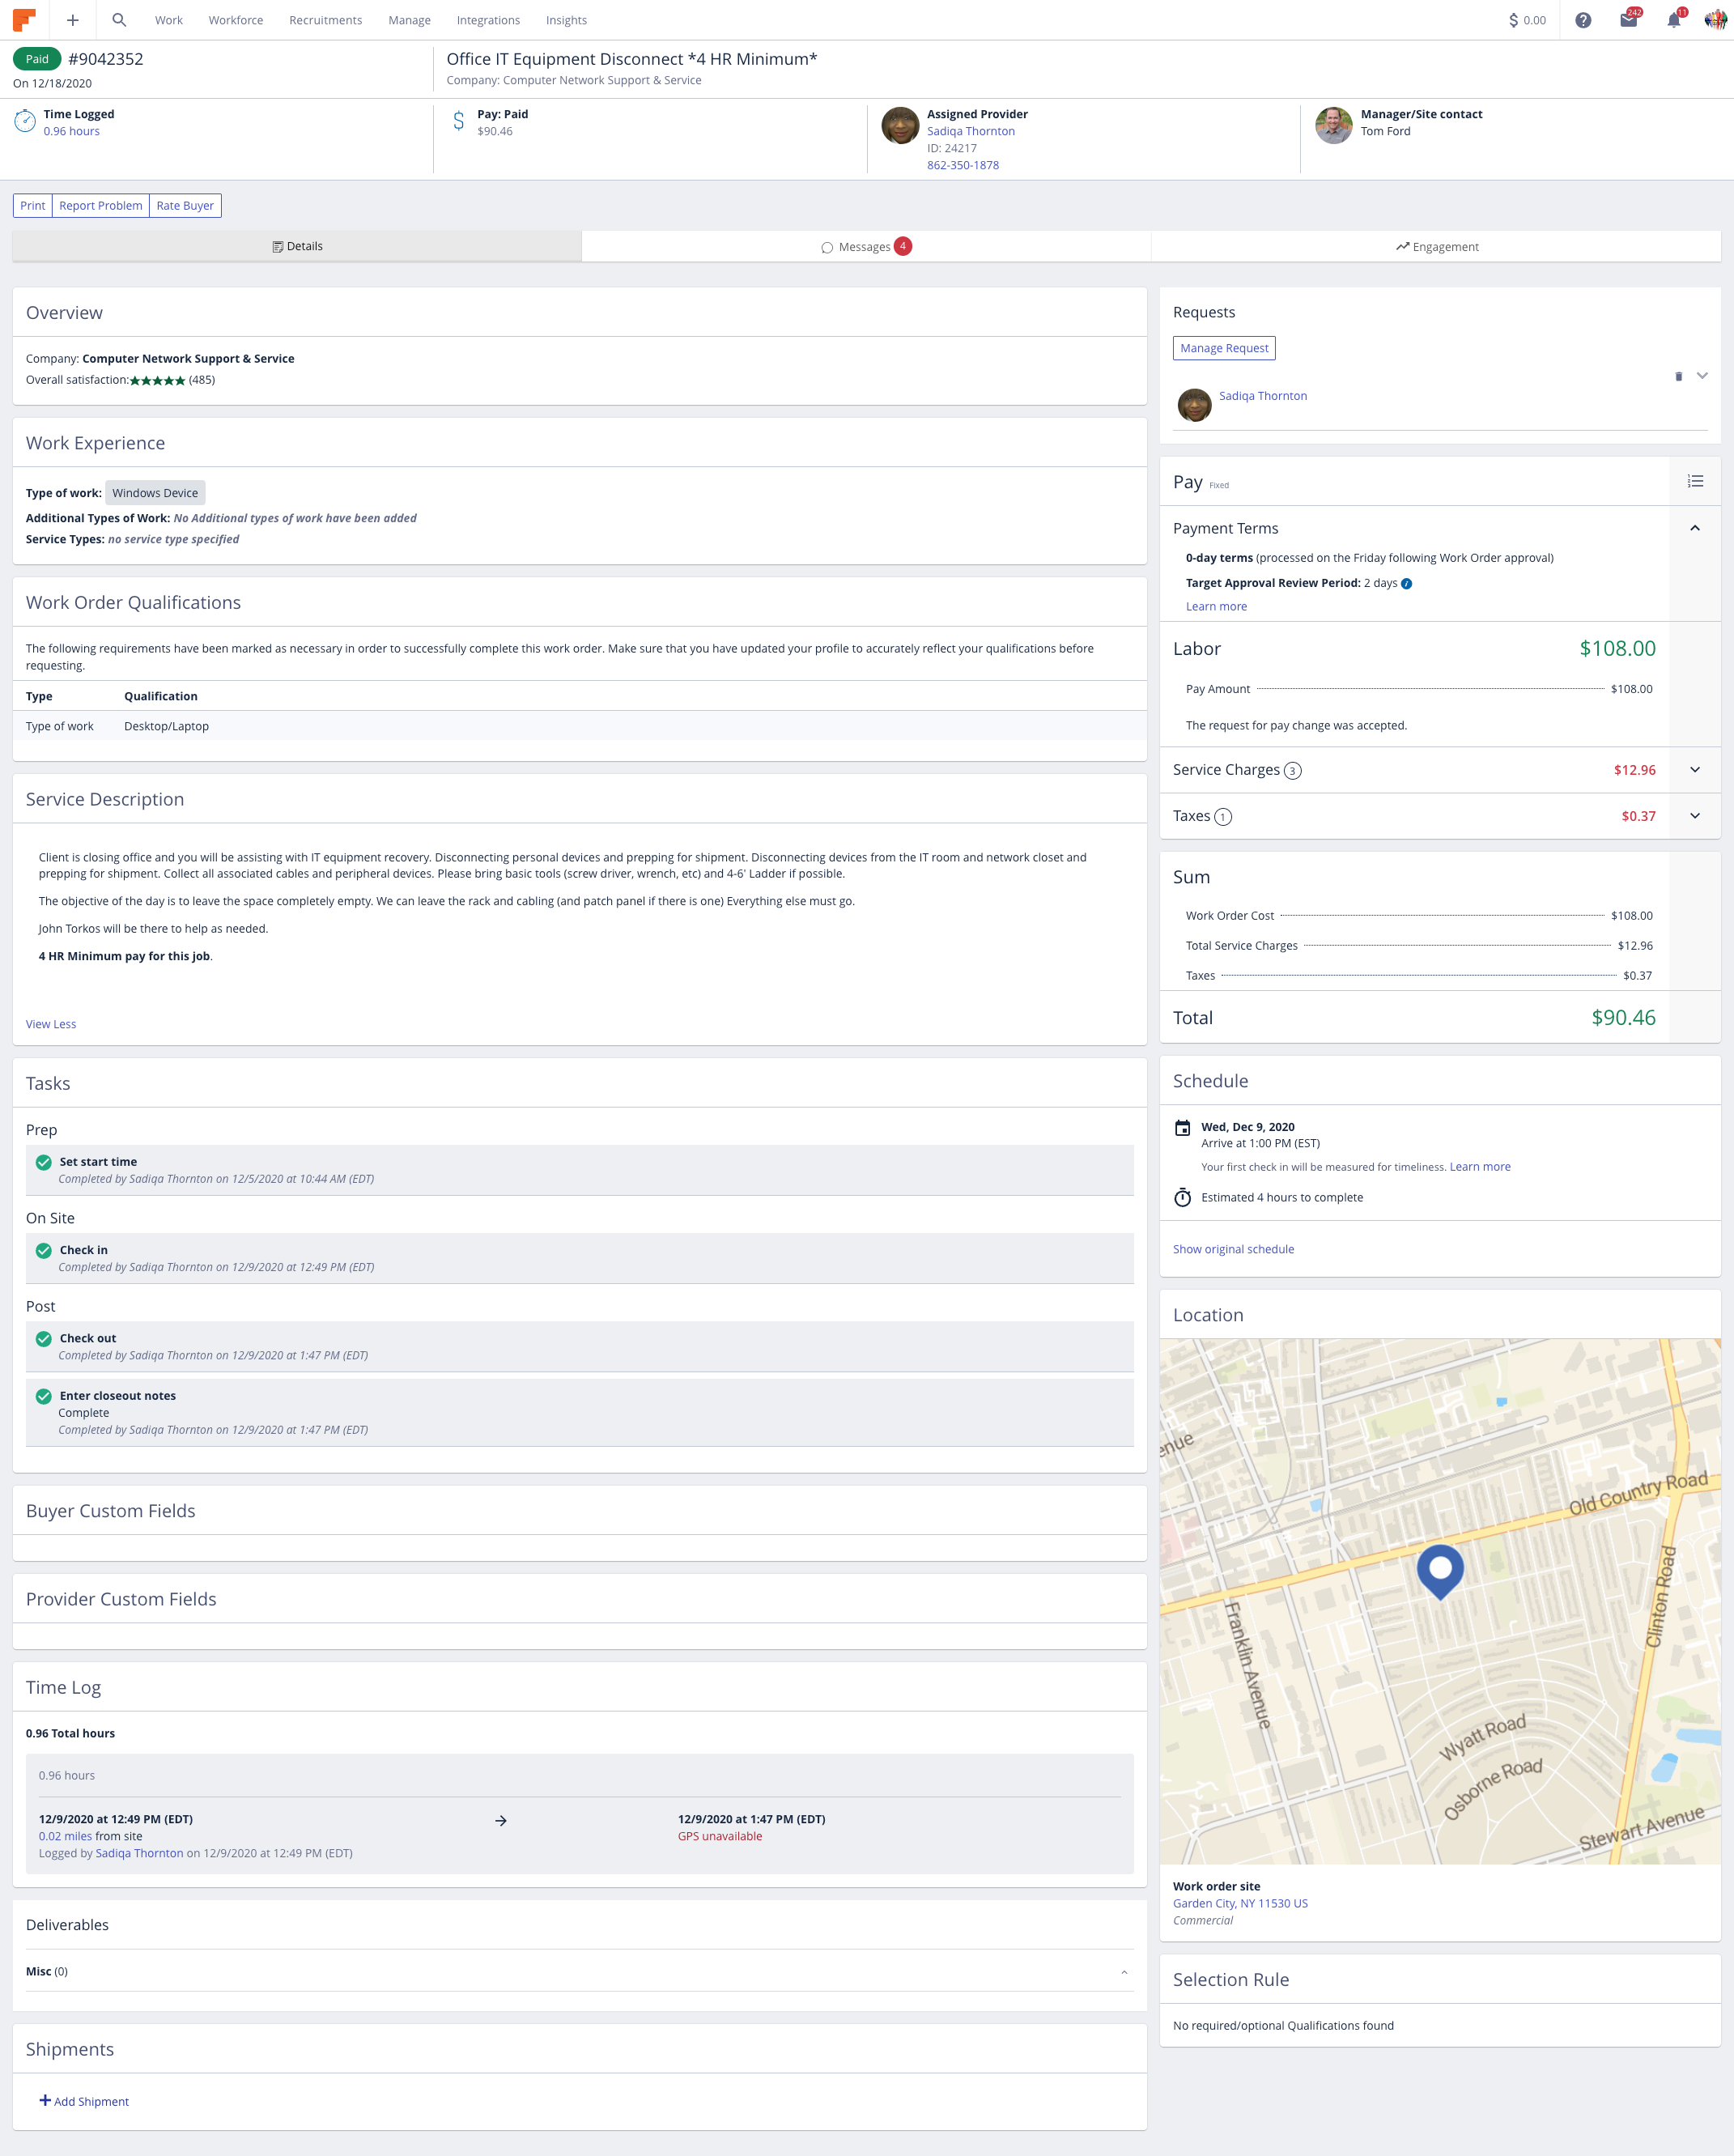 Work Workforce Recruitments Manage Integrations Insights $ 0.00 242 11
Paid #9042352
On 12/18/2020
Office IT Equipment Disconnect *4 HR Minimum*
Company: Computer Network Support & Service
Time Logged
0.96 hours
Pay: Paid
$90.46
Assigned Provider
Sadiqa Thornton
ID: 24217
862-350-1878
Manager/Site contact
Tom Ford
Print Report Problem Rate Buyer
Details Messages 4 Engagement
Overview
Company: Computer Network Support & Service
Overall satisfaction:★★★★★ (485)
Work Experience
Type of work: Windows Device
Additional Types of Work: No Additional types of work have been added
Service Types: no service type specified
Work Order Qualifications
The following requirements have been marked as necessary in order to successfully complete this work order. Make sure that you have updated your profile to accurately reflect your qualifications before
requesting.
Type Qualification
Type of work Desktop/Laptop
Service Description
Client is closing office and you will be assisting with IT equipment recovery. Disconnecting personal devices and prepping for shipment. Disconnecting devices from the IT room and network closet and
prepping for shipment. Collect all associated cables and peripheral devices. Please bring basic tools (screw driver, wrench, etc) and 4-6' Ladder if possible.
The objective of the day is to leave the space completely empty. We can leave the rack and cabling (and patch panel if there is one) Everything else must go.
John Torkos will be there to help as needed.
4 HR Minimum pay for this job.
View Less
Tasks
Prep
Set start time
Completed by Sadiqa Thornton on 12/5/2020 at 10:44 AM (EDT)
On Site
Check in
Completed by Sadiqa Thornton on 12/9/2020 at 12:49 PM (EDT)
Post
Check out
Completed by Sadiqa Thornton on 12/9/2020 at 1:47 PM (EDT)
Enter closeout notes
Complete
Completed by Sadiqa Thornton on 12/9/2020 at 1:47 PM (EDT)
Buyer Custom Fields
Provider Custom Fields
Time Log
0.96 Total hours
0.96 hours
12/9/2020 at 12:49 PM (EDT) → 12/9/2020 at 1:47 PM (EDT)
0.02 miles from site GPS unavailable
Logged by Sadiqa Thornton on 12/9/2020 at 12:49 PM (EDT)
Deliverables
Misc (0)
Shipments
+ Add Shipment
Requests
Manage Request
Sadiqa Thornton
Pay Fixed
Payment Terms
0-day terms (processed on the Friday following Work Order approval)
Target Approval Review Period: 2 days i
Learn more
Labor $108.00
Pay Amount $108.00
The request for pay change was accepted.
Service Charges 3 $12.96
Taxes 1 $0.37
Sum
Work Order Cost $108.00
Total Service Charges $12.96
Taxes $0.37
Total $90.46
Schedule
Wed, Dec 9, 2020
Arrive at 1:00 PM (EST)
Your first check in will be measured for timeliness. Learn more
Estimated 4 hours to complete
Show original schedule
Location
enue
Old Country Road
Clinton Road
Franklin Avenue
Wyatt Road
Osborne Road
Stewart Avenue
Work order site
Garden City, NY 11530 US
Commercial
Selection Rule
No required/optional Qualifications found